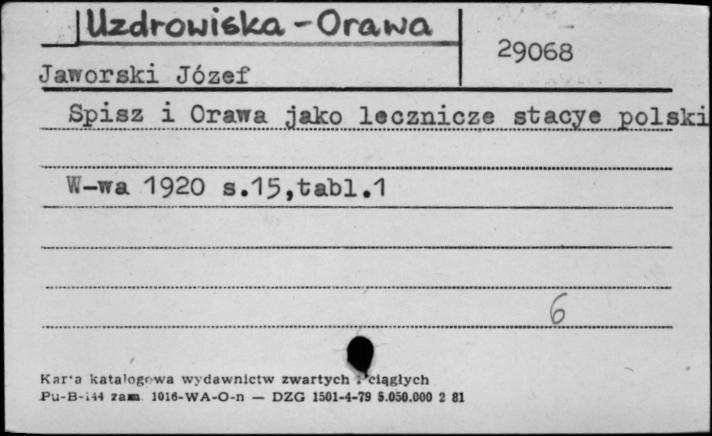 Uzdrowiska - Orawa
29068
Jaworski Józef
Spisz i Orawa jako lecznicze stacye polski
W-wa 1920 s.15,tabl.1
6
Karta katalogowa wydawnictw zwartych i ciągłych
Pu-B-144 zam. 1016-WA-O-n — DZG 1501-4-79 5.050.000 2 81